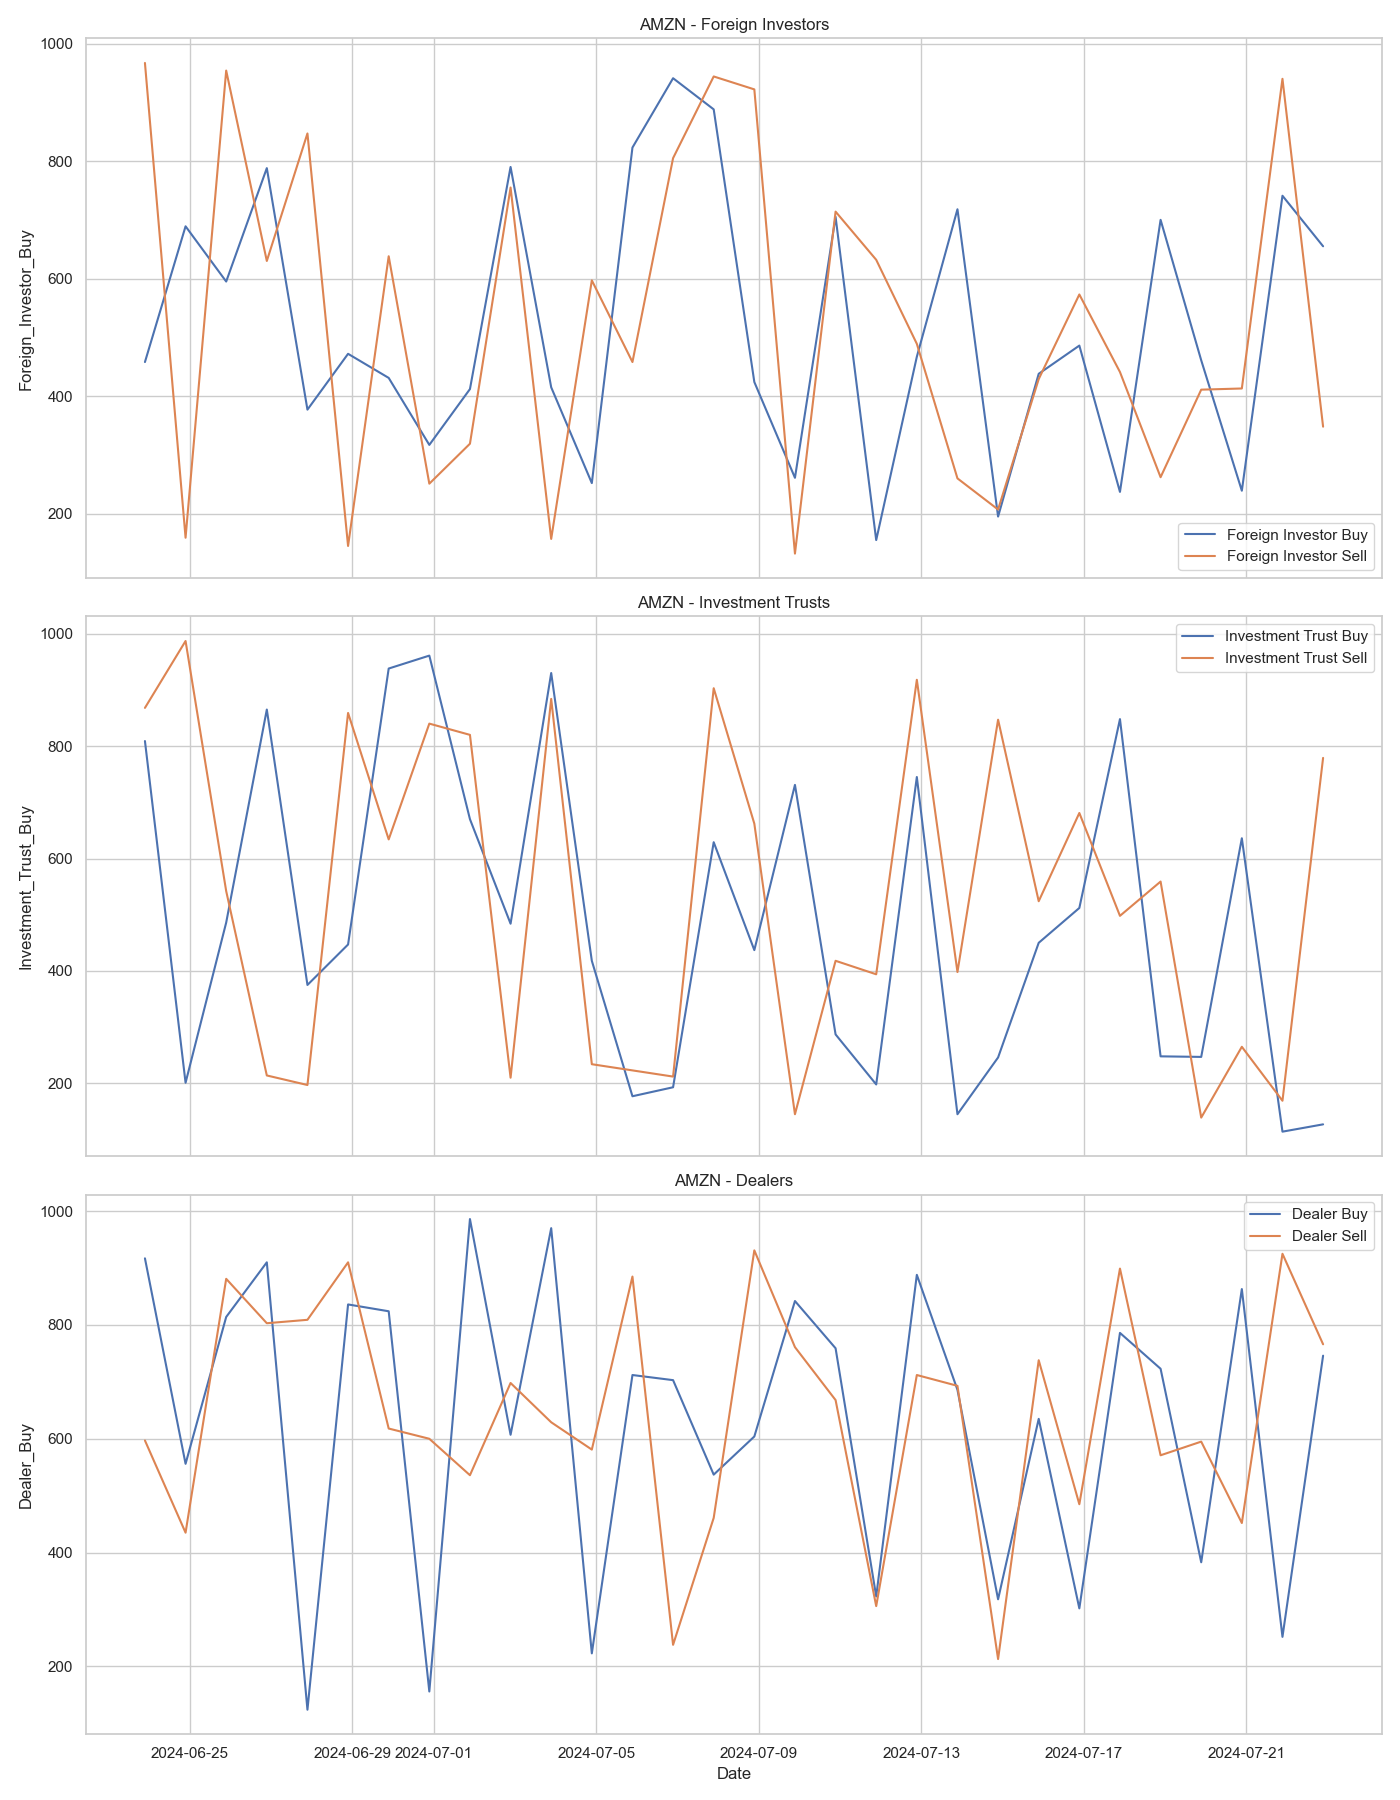 AMZN - Foreign Investors
1000
800
600
400
200
Foreign_Investor_Buy
Foreign Investor Buy
Foreign Investor Sell
AMZN - Investment Trusts
1000
800
600
400
200
Investment_Trust_Buy
Investment Trust Buy
Investment Trust Sell
AMZN - Dealers
1000
800
600
400
200
Dealer_Buy
Dealer Buy
Dealer Sell
2024-06-25 2024-06-29 2024-07-01 2024-07-05 2024-07-09 2024-07-13 2024-07-17 2024-07-21
Date